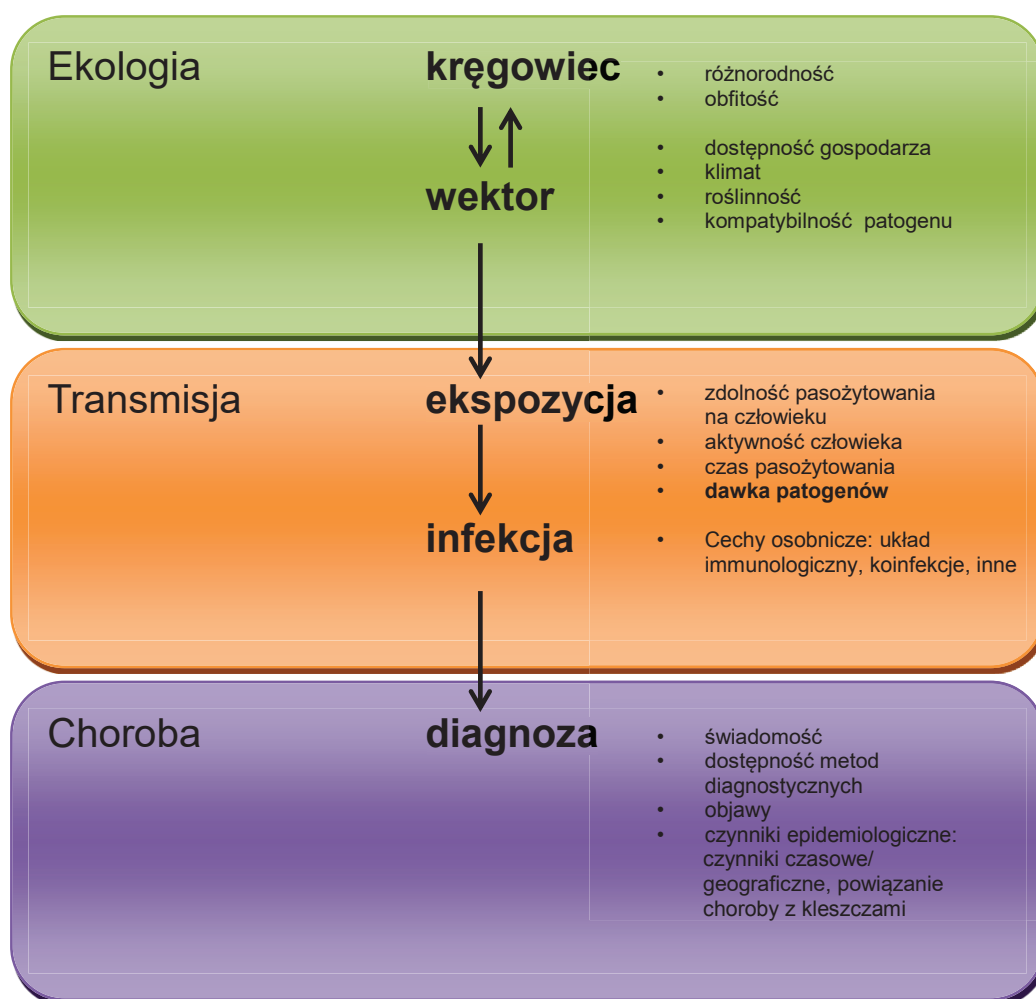 Ekologia
kręgowiec
• różnorodność
• obfitość
wektor
• dostępność gospodarza
• klimat
• roślinność
• kompatybilność patogenu
Transmisja
ekspozycja
• zdolność pasożytowania
na człowieku
• aktywność człowieka
• czas pasożytowania
• dawka patogenów
infekcja
• Cechy osobnicze: układ
immunologiczny, koinfekcje, inne
Choroba
diagnoza
• świadomość
• dostępność metod
diagnostycznych
• objawy
• czynniki epidemiologiczne:
czynniki czasowe/
geograficzne, powiązanie
choroby z kleszczami